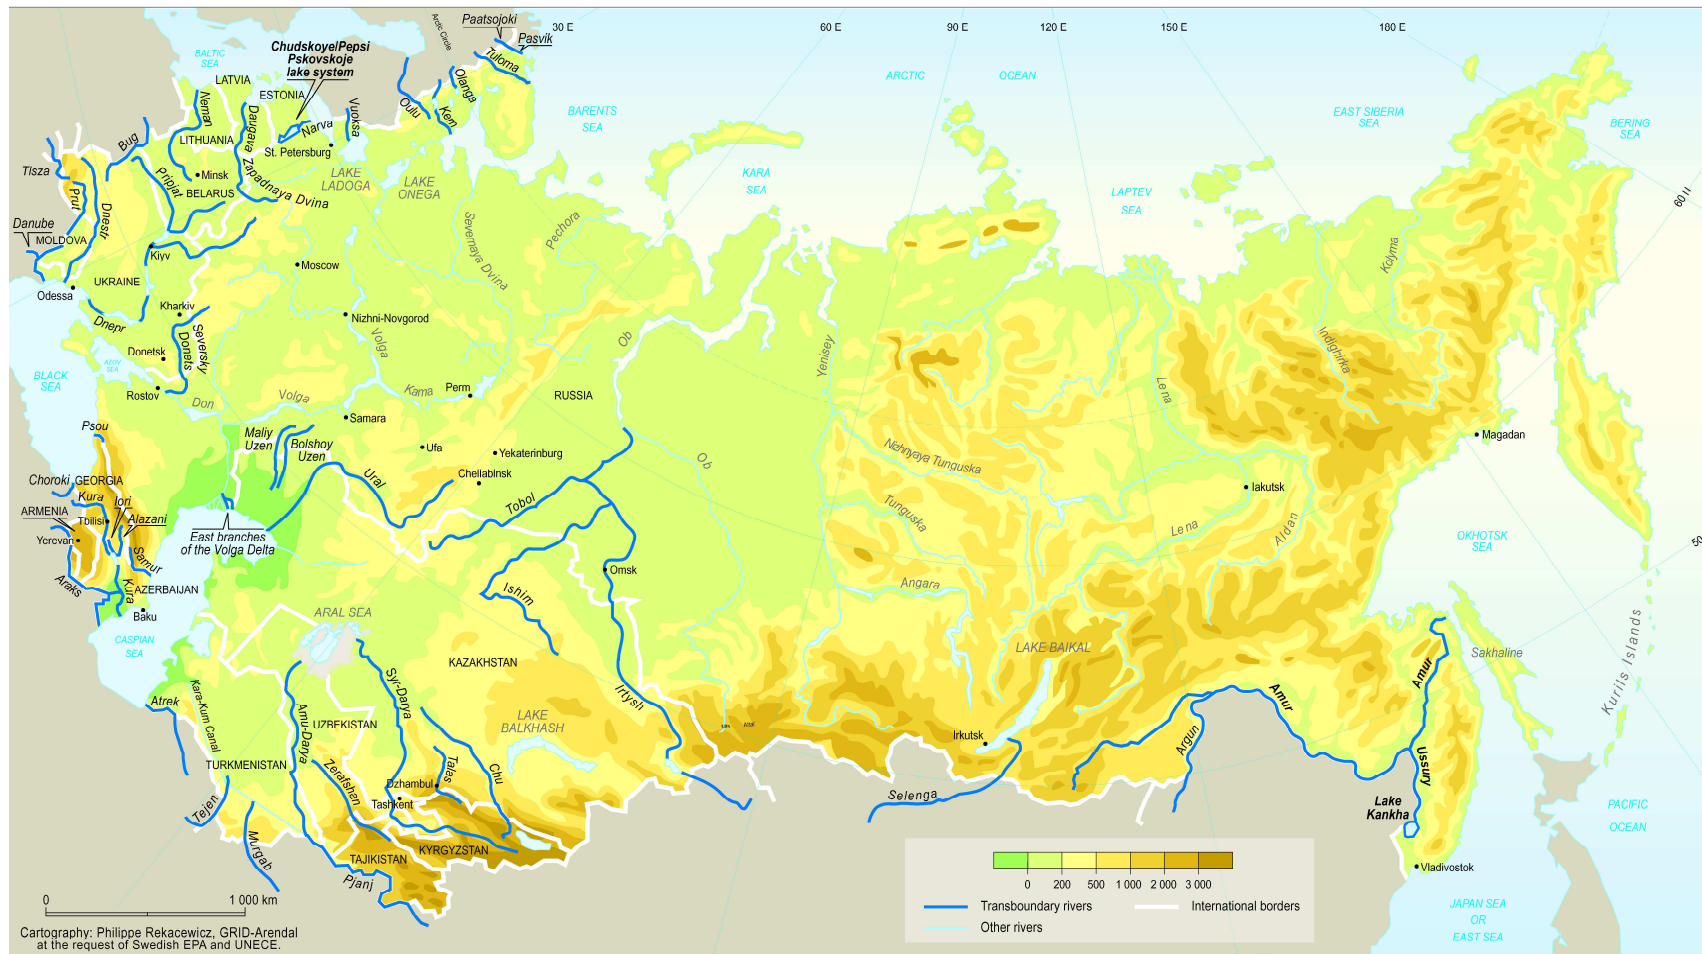 Paatsojoki
Pasvik
Arctic Circle
30 E
60 E
90 E
120 E
150 E
180 E
Chudskoye/Pepsi
Pskovskoje
lake system
BALTIC
SEA
LATVIA
ESTONIA
Tuloma
Olanga
Kem
Oulu
Vuoksa
Narva
Neman
Daugava
LITHUANIA
St. Petersburg
Bug
Tisza
Prut
Dnestr
Pripjat
Minsk
BELARUS
Zapadnaya Dvina
LAKE
LADOGA
LAKE
ONEGA
BARENTS
SEA
ARCTIC
OCEAN
KARA
SEA
LAPTEV
SEA
EAST SIBERIA
SEA
BERING
SEA
Danube
MOLDOVA
Kiyv
UKRAINE
Odessa
Kharkiv
Dnepr
Donetsk
Seversky
Donets
Rostov
AZOV
SEA
BLACK
SEA
Moscow
Nizhni-Novgorod
Severnaya Dvina
Pechora
Volga
Don
Volga
Kama
Perm
Samara
Ufa
Yekaterinburg
Cheliabinsk
RUSSIA
Ob
Ob
Yenisey
Nizhnyaya Tunguska
Tunguska
Angara
Lena
Lena
Aldan
Iakutsk
Indighirka
Kolyma
Magadan
OKHOTSK
SEA
Psou
Choroki
GEORGIA
Kura
Iori
ARMENIA
Tbilisi
Alazani
Yerevan
Samur
Araks
Kura
AZERBAIJAN
Baku
CASPIAN
SEA
Maliy
Uzen
Bolshoy
Uzen
Ural
East branches
of the Volga Delta
Tobol
Omsk
Ishim
ARAL SEA
KAZAKHSTAN
Irtysh
Syr-Darya
LAKE
BALKHASH
Atrek
Kara-Kum Canal
Amu-Darya
UZBEKISTAN
TURKMENISTAN
Zerafshan
Dzhambul
Talas
Chu
Tashkent
Tejen
Murgab
TAJIKISTAN
KYRGYZSTAN
Pjanj
Altaï
LAKE BAIKAL
Irkutsk
Selenga
Argun
Amur
Amur
Ussury
Lake
Kankha
Vladivostok
Sakhaline
Kurils Islands
PACIFIC
OCEAN
JAPAN SEA
OR
EAST SEA
0
200
500
1 000
2 000
3 000
Transboundary rivers
International borders
Other rivers
0
1 000 km
Cartography: Philippe Rekacewicz, GRID-Arendal
at the request of Swedish EPA and UNECE.